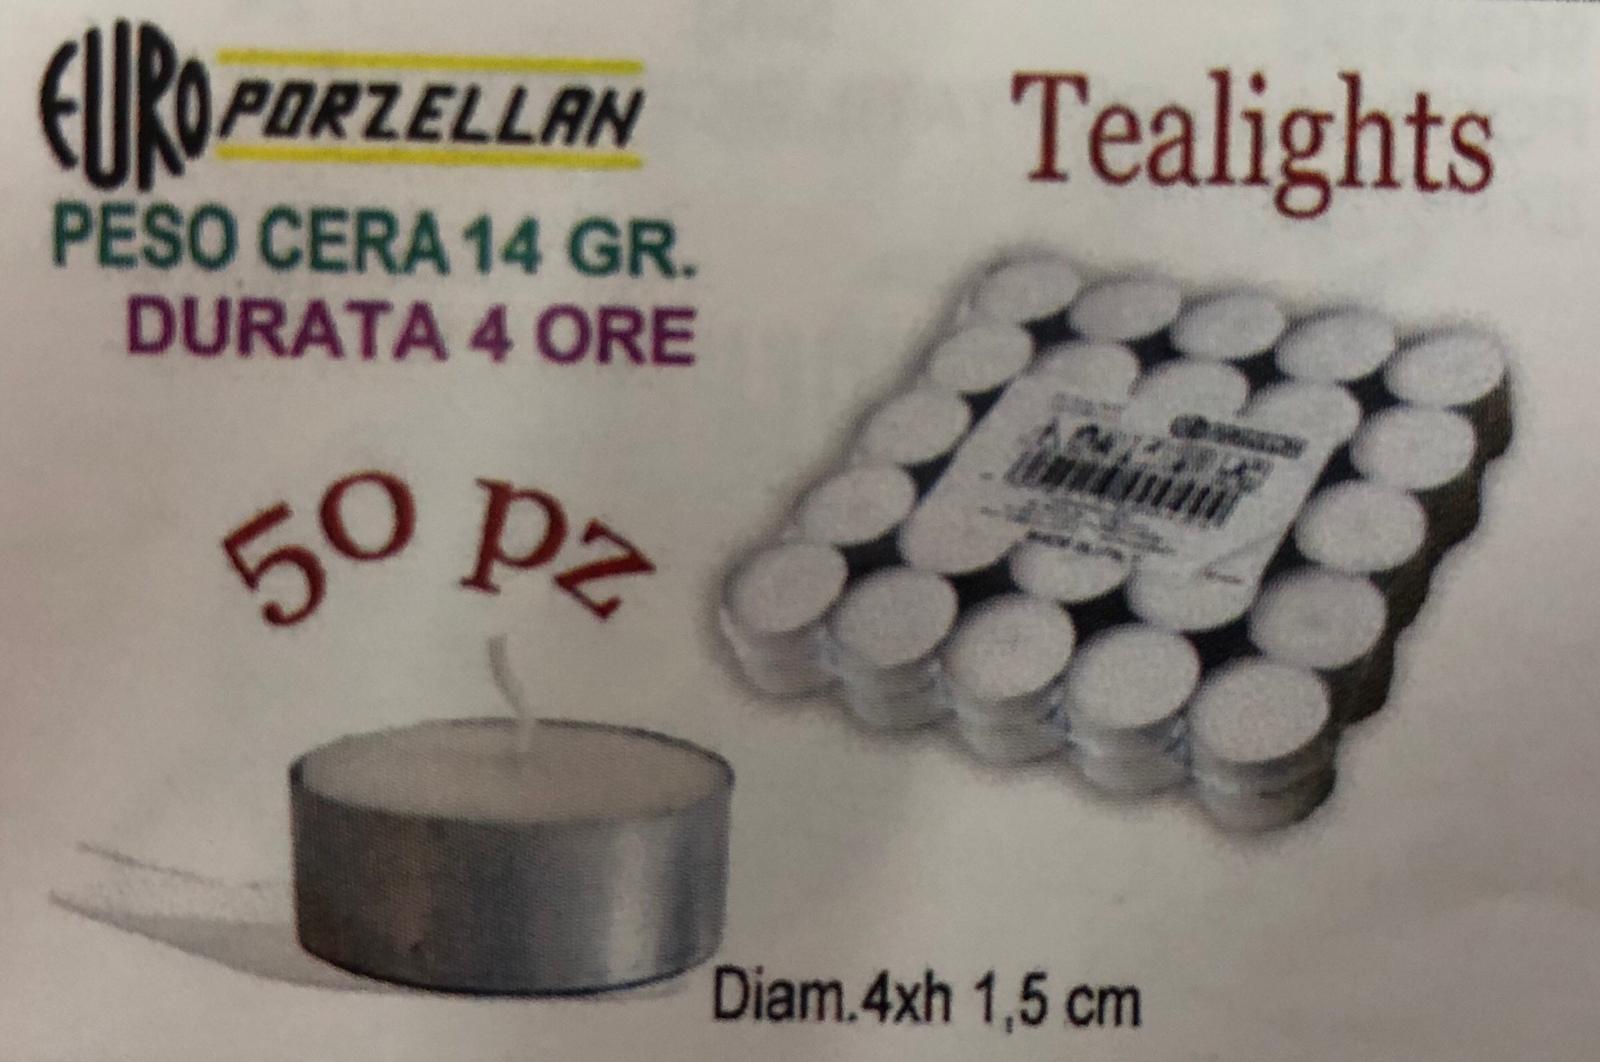 EURO PORZELLAN
Tealights
PESO CERA 14 GR.
DURATA 4 ORE
50 pz
Diam.4xh 1,5 cm